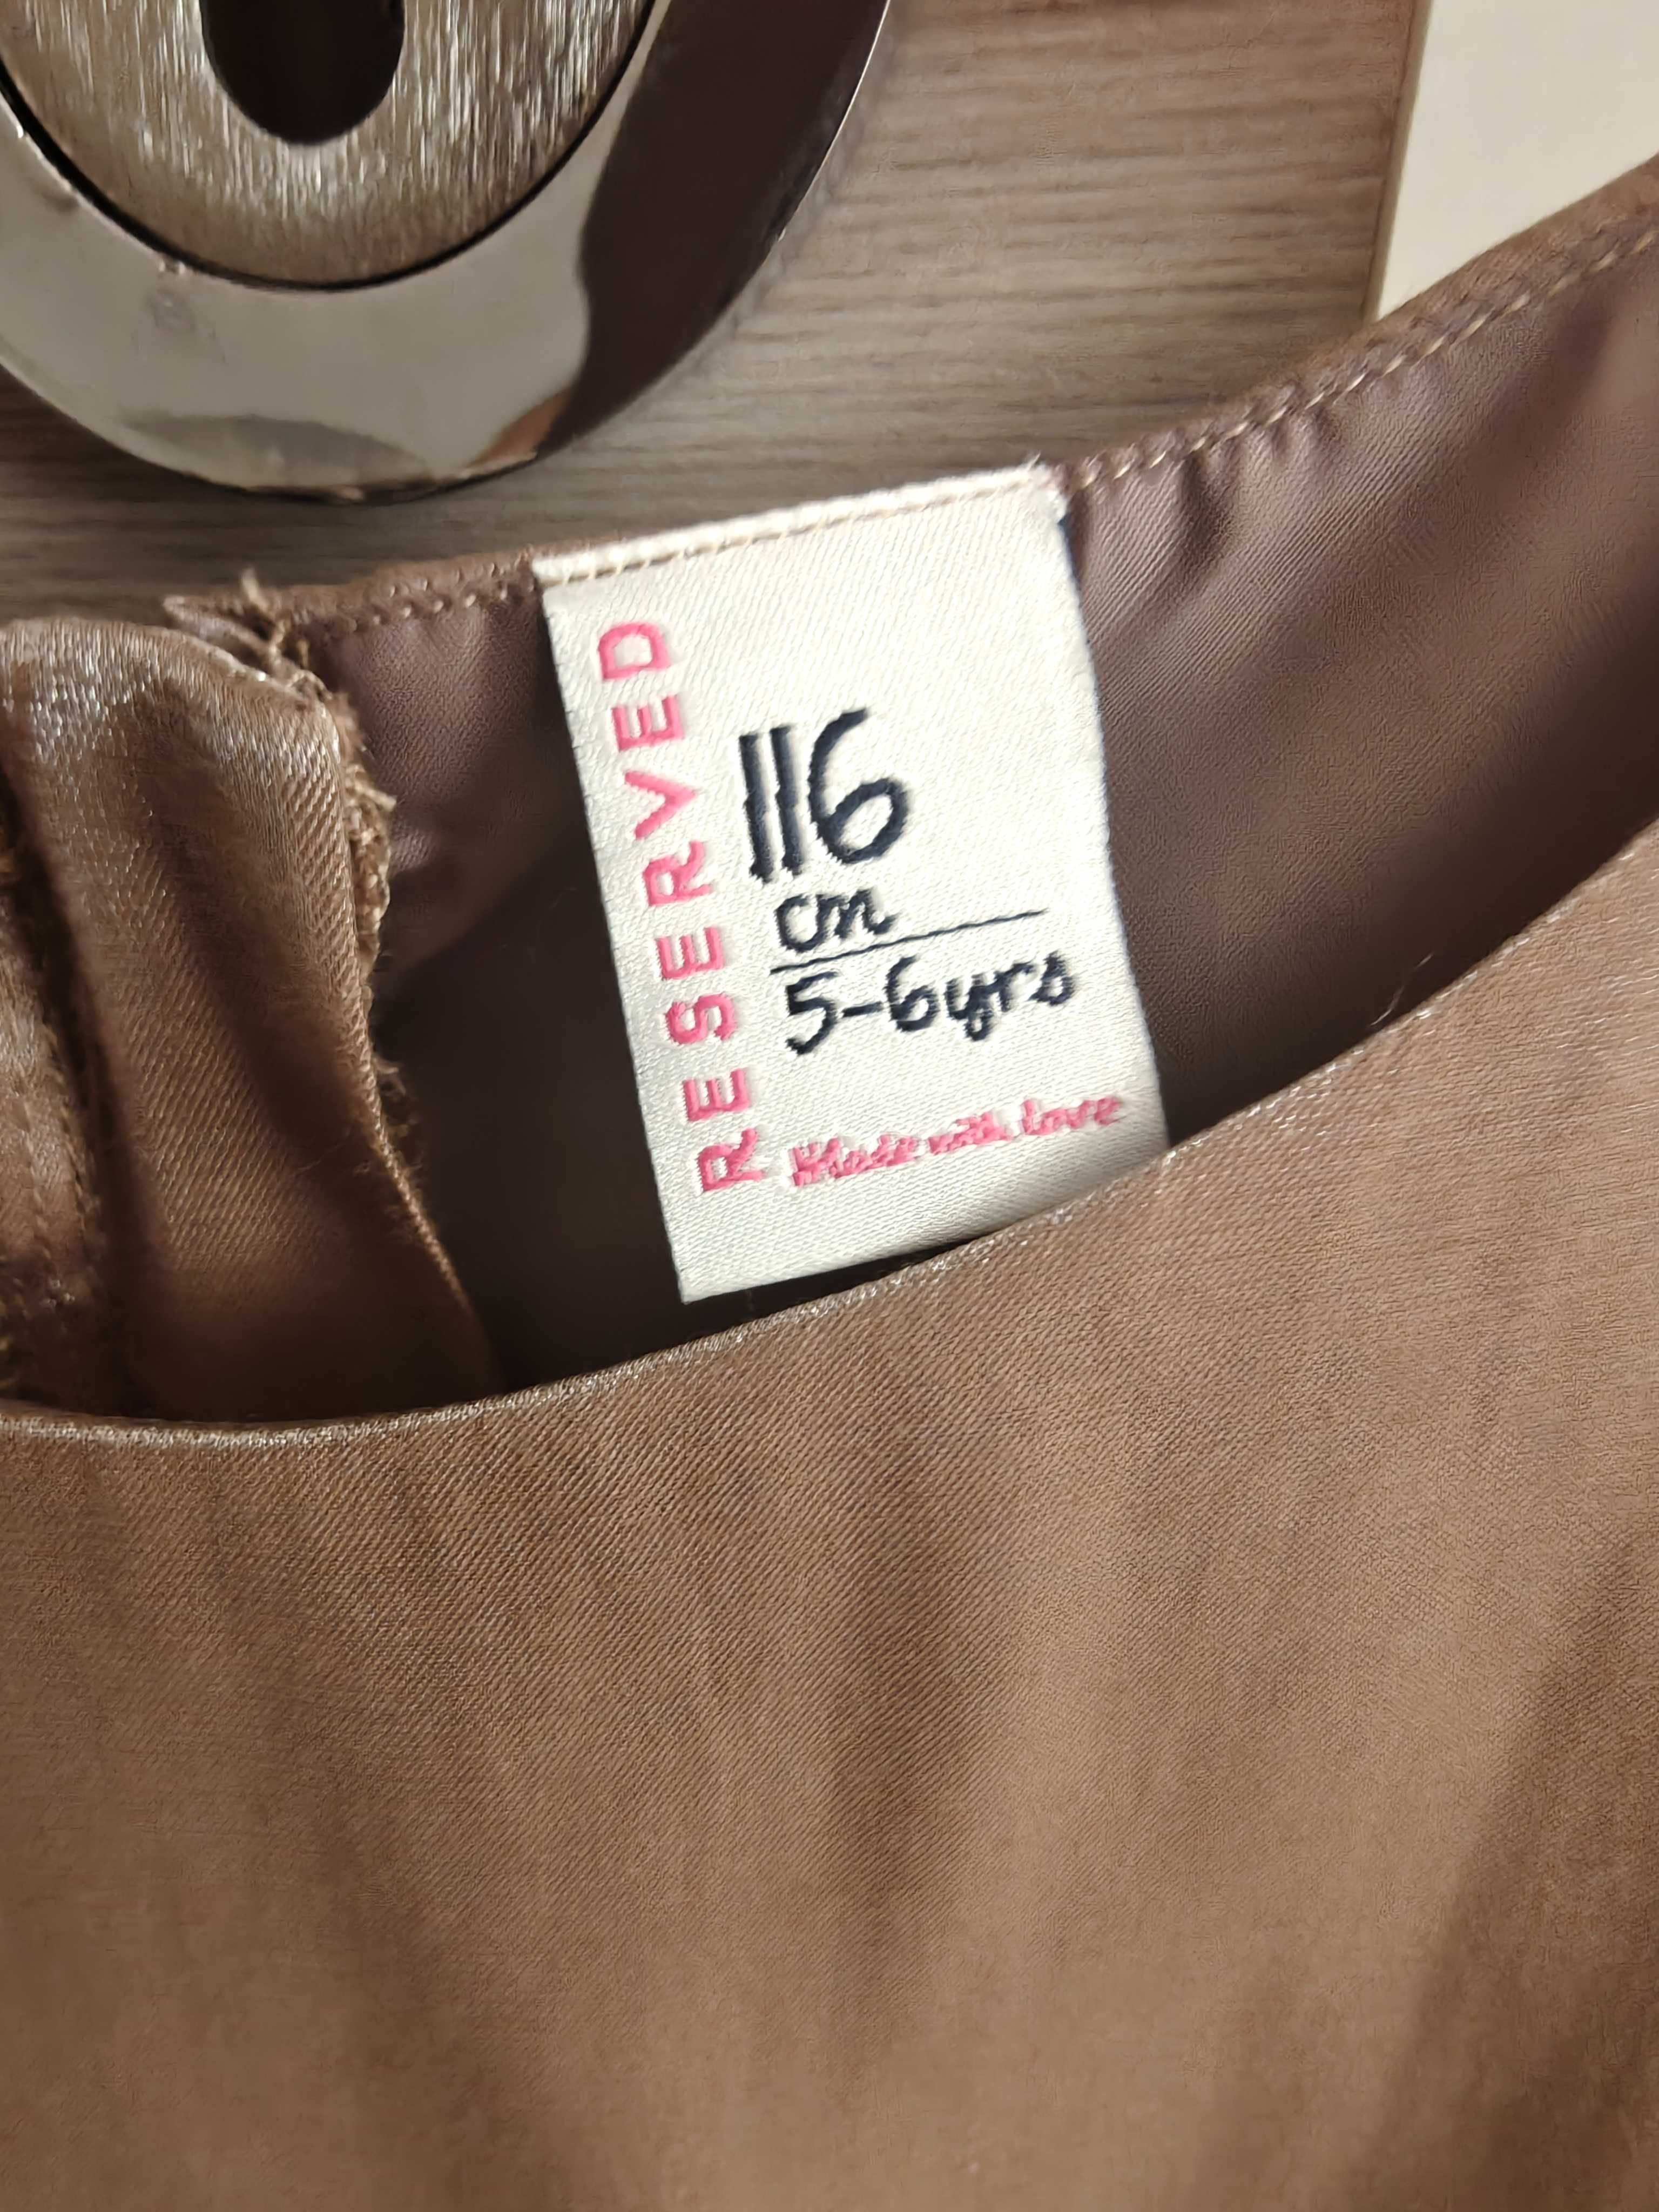 RESERVED
116
cm
5-6yrs
Made with love